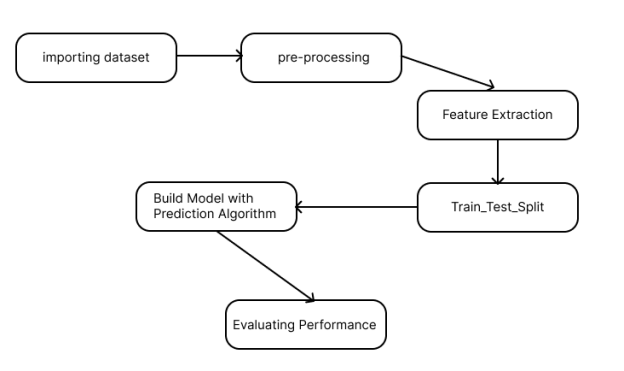 importing dataset
pre-processing
Feature Extraction
Train_Test_Split
Build Model with
Prediction Algorithm
Evaluating Performance